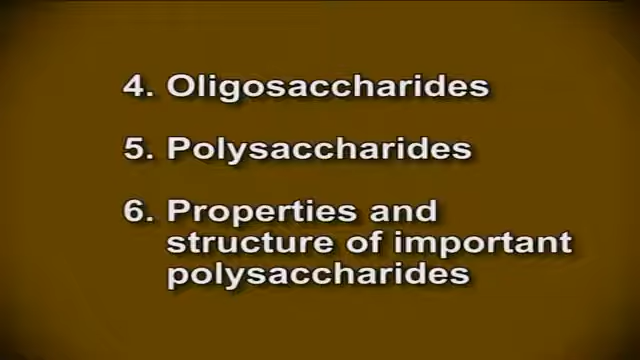 4. Oligosaccharides
5. Polysaccharides
6. Properties and
structure of important
polysaccharides